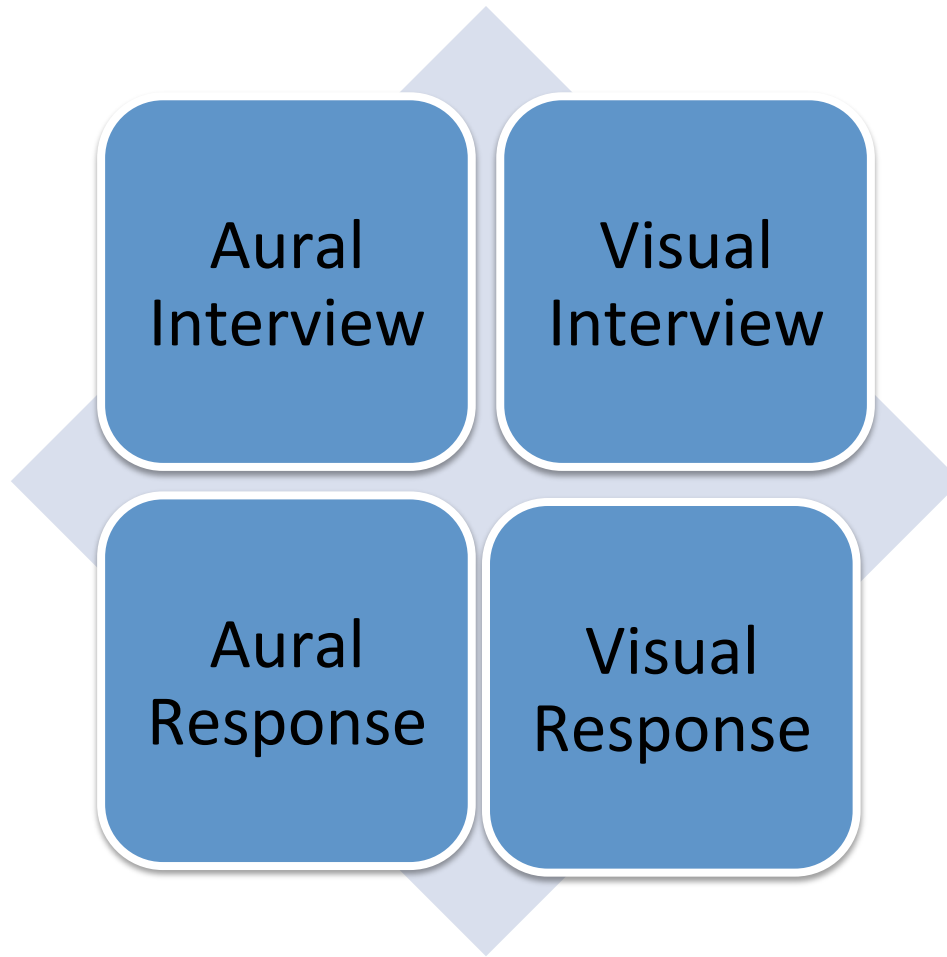 Aural
Interview
Visual
Interview
Aural
Response
Visual
Response